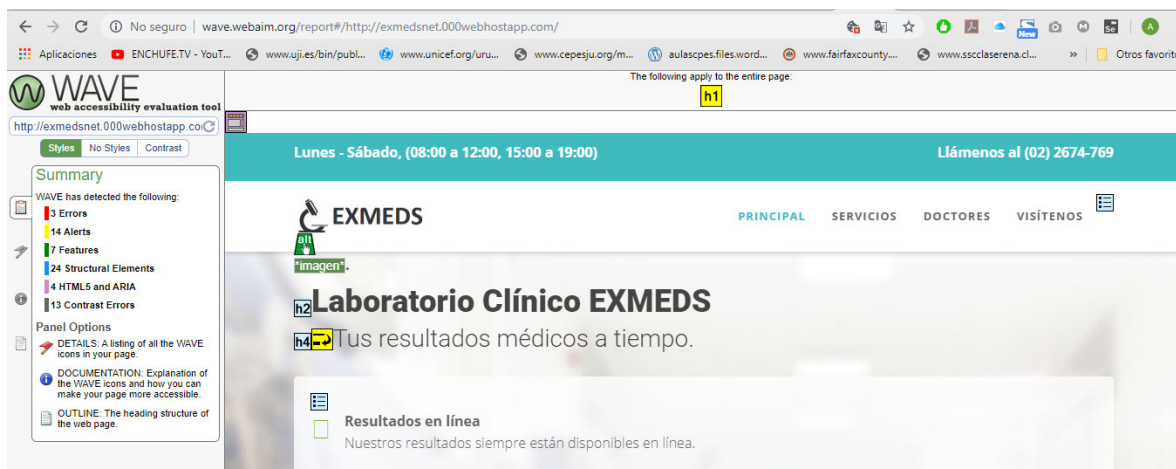 No seguro | wave.webaim.org/report#/http://exmedsnet.000webhostapp.com/
New
Se
A
Aplicaciones ENCHUFE.TV - YouT... www.uji.es/bin/publ... www.unicef.org/uru... www.cepesju.org/m... aulascpes.files.word... www.fairfaxcounty.... www.ssccLaserena.cl... » Otros favorito
The following apply to the entire page:
h1
WAVE
web accessibility evaluation tool
http://exmedsnet.000webhostapp.co
Styles No Styles Contrast
Summary
WAVE has detected the following:
3 Errors
14 Alerts
7 Features
24 Structural Elements
4 HTML5 and ARIA
13 Contrast Errors
Panel Options
DETAILS: A listing of all the WAVE
icons in your page.
DOCUMENTATION: Explanation of
the WAVE icons and how you can
make your page more accessible.
OUTLINE: The heading structure of
the web page.
Lunes - Sábado, (08:00 a 12:00, 15:00 a 19:00) Llámenos al (02) 2674-769
EXMEDS PRINCIPAL SERVICIOS DOCTORES VISÍTENOS
alt
*imagen*.
h2 Laboratorio Clínico EXMEDS
h4 Tus resultados médicos a tiempo.
Resultados en línea
Nuestros resultados siempre están disponibles en línea.